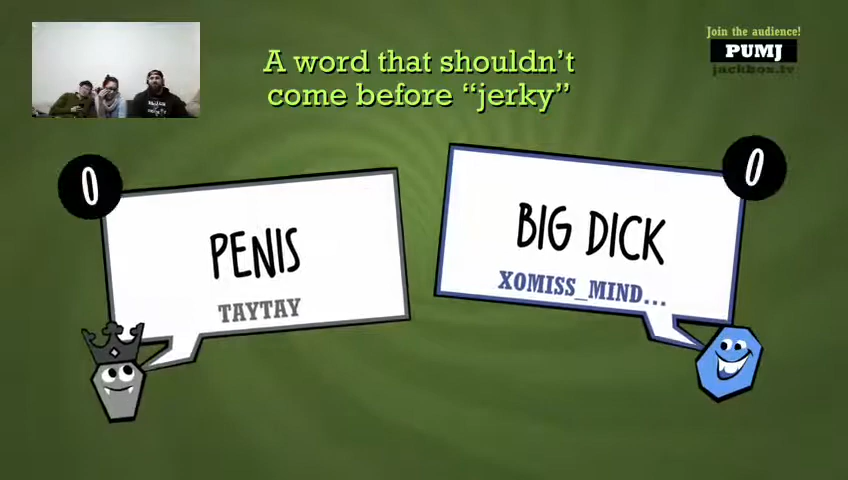 Join the audience!
PUMJ
jackbox.tv
A word that shouldn't
come before "jerky"
0
0
PENIS
TAYTAY
BIG DICK
XOMISS_MIND...